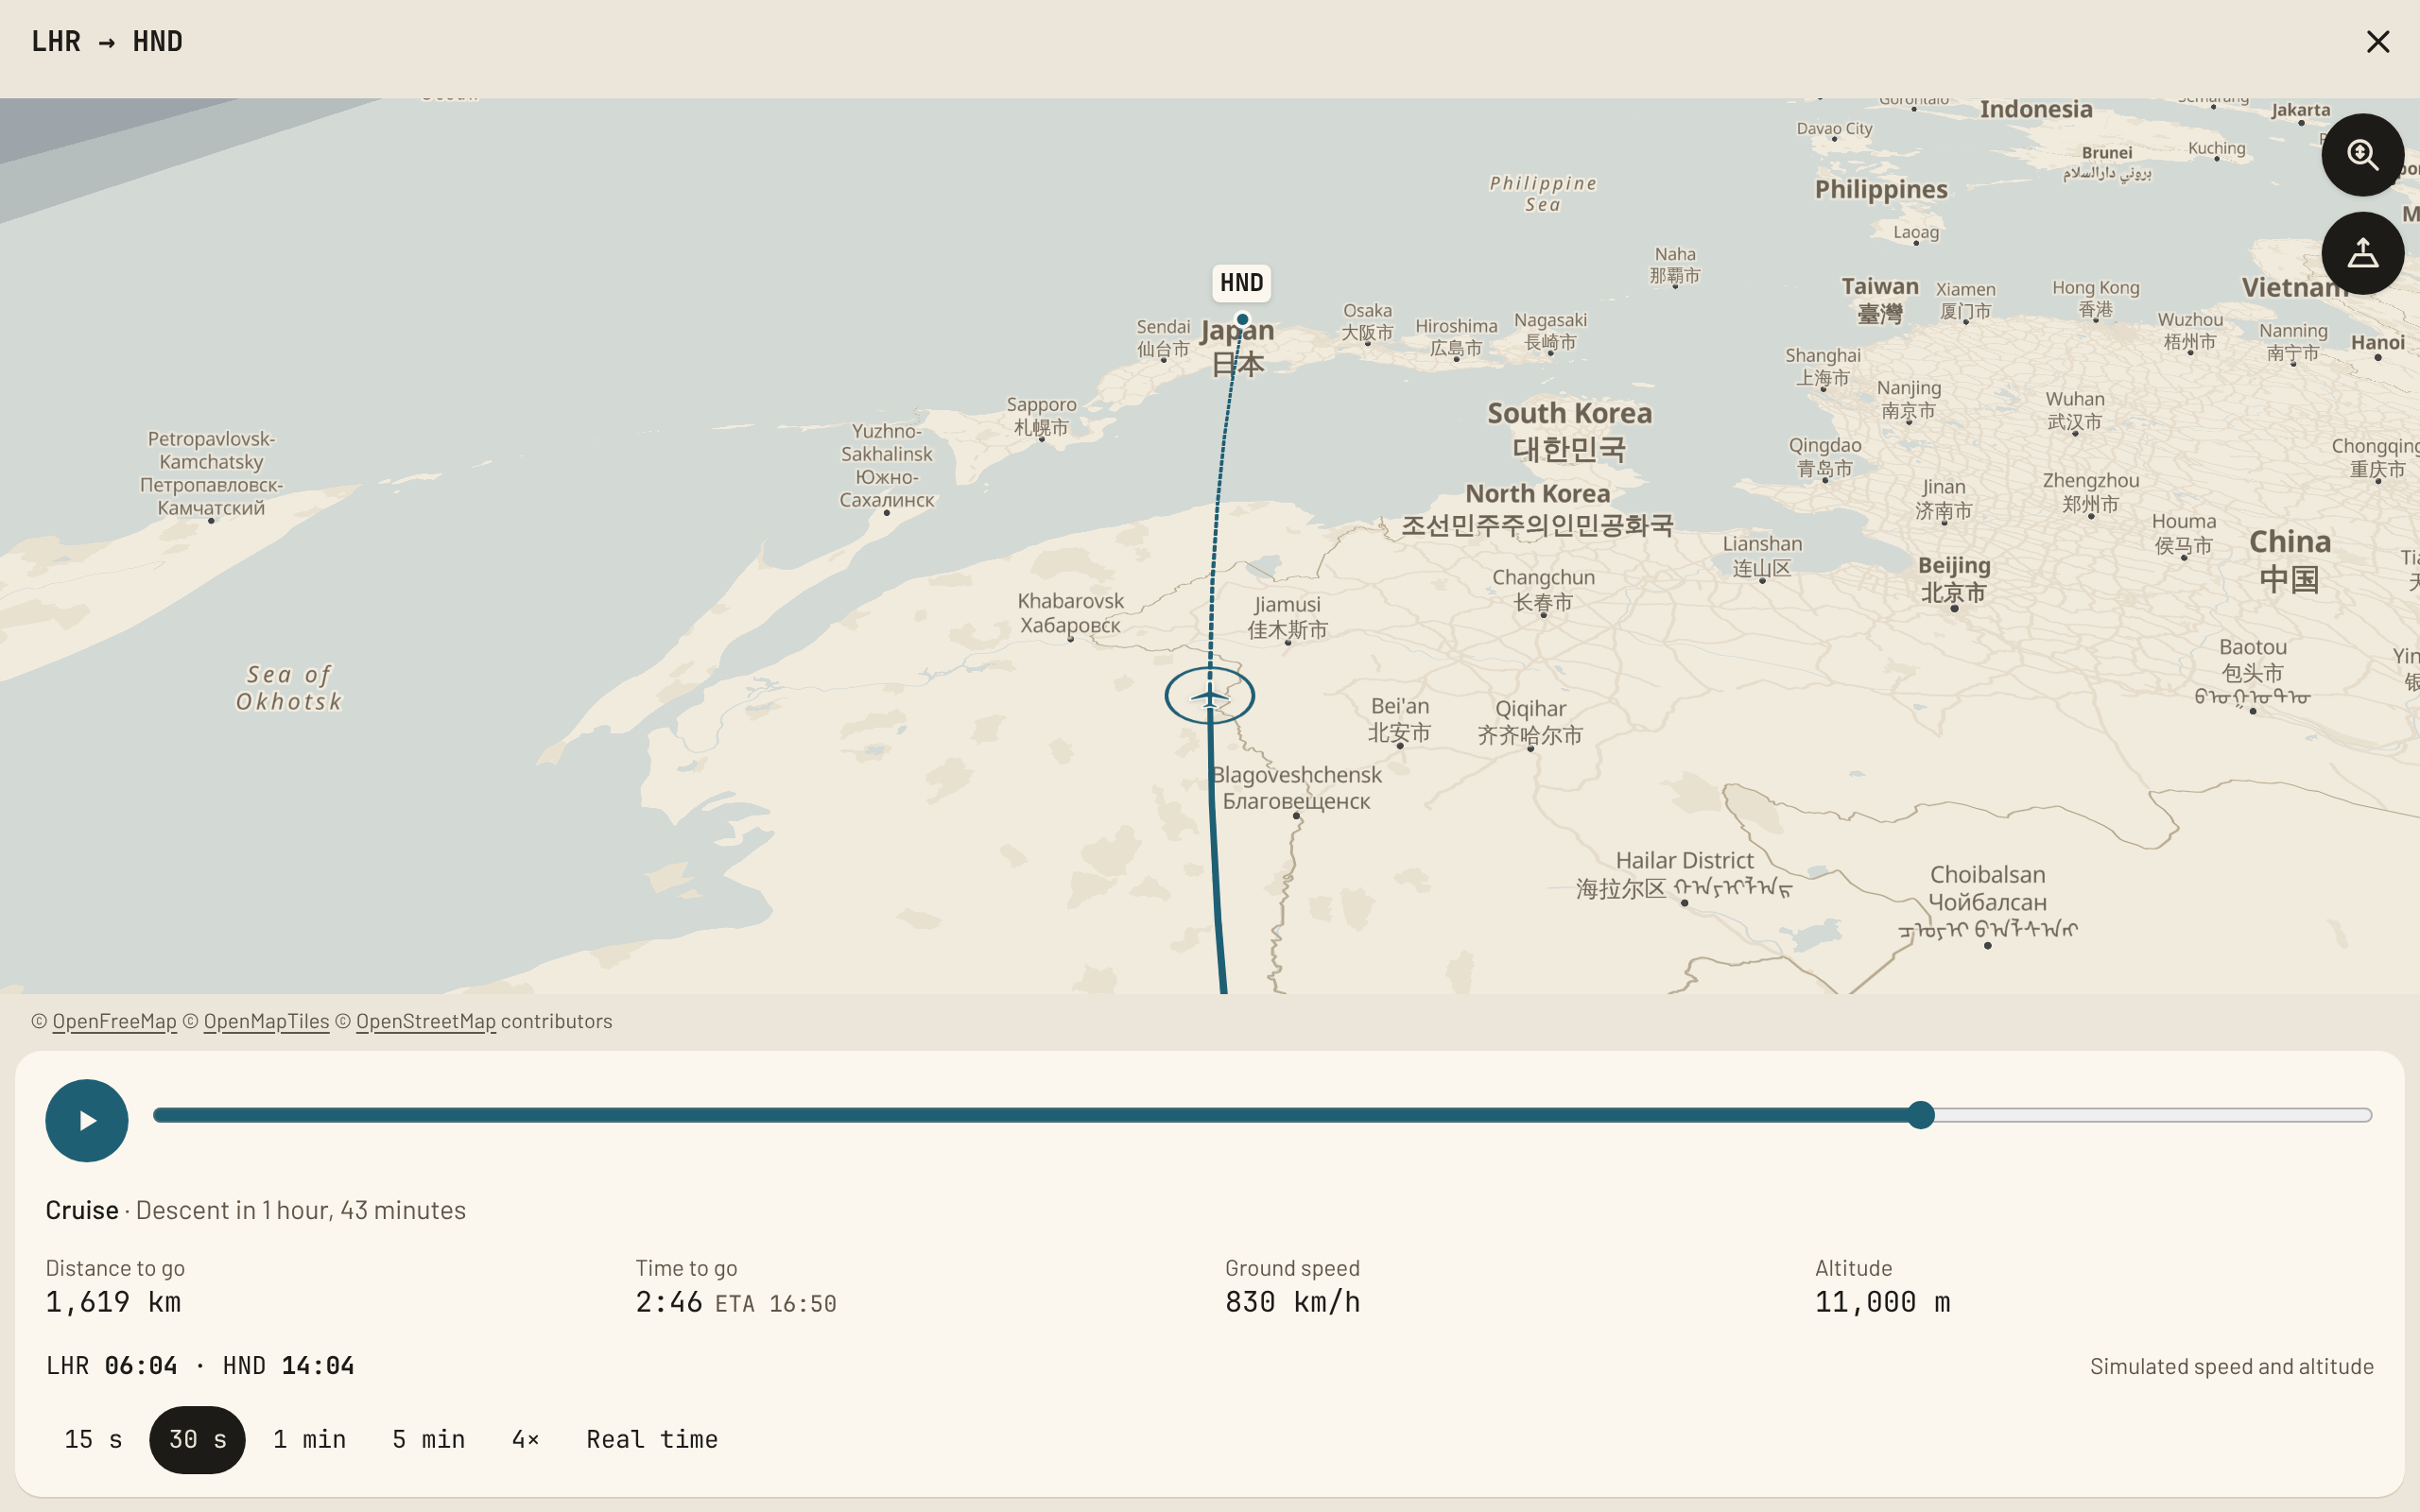 LHR → HND
Gorontalo
Semarang
Indonesia
Jakarta
Davao City
Brunei
بروني دارالسلام
Kuching
Philippine
Sea
Philippines
Laoag
Naha
那覇市
HND
Taiwan
臺灣
Xiamen
厦门市
Hong Kong
香港
Vietnam
Sendai
仙台市
Japan
日本
Osaka
大阪市
Hiroshima
広島市
Nagasaki
長崎市
Wuzhou
梧州市
Nanning
南宁市
Hanoi
Shanghai
上海市
Nanjing
南京市
Wuhan
武汉市
Sapporo
札幌市
South Korea
대한민국
Petropavlovsk-
Kamchatsky
Петропавловск-
Камчатский
Yuzhno-
Sakhalinsk
Южно-
Сахалинск
Qingdao
青岛市
Chongqing
重庆市
North Korea
조선민주주의인민공화국
Jinan
济南市
Zhengzhou
郑州市
Houma
侯马市
China
中国
Lianshan
连山区
Beijing
北京市
Changchun
长春市
Khabarovsk
Хабаровск
Jiamusi
佳木斯市
Baotou
包头市
Sea of
Okhotsk
Bei'an
北安市
Qiqihar
齐齐哈尔市
Blagoveshchensk
Благовещенск
Hailar District
海拉尔区
Choibalsan
Чойбалсан
© OpenFreeMap © OpenMapTiles © OpenStreetMap contributors
Cruise · Descent in 1 hour, 43 minutes
Distance to go
1,619 km
Time to go
2:46 ETA 16:50
Ground speed
830 km/h
Altitude
11,000 m
LHR 06:04 · HND 14:04
Simulated speed and altitude
15 s
30 s
1 min
5 min
4×
Real time